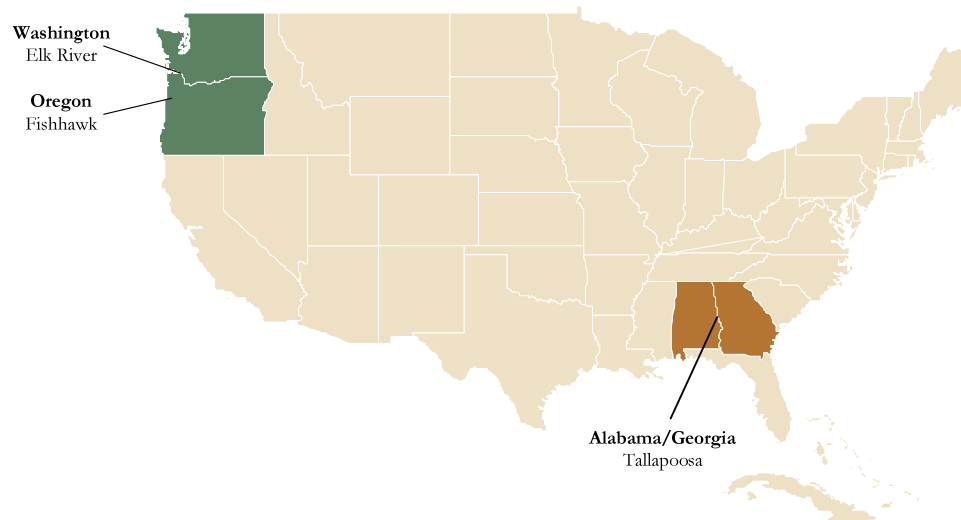 Washington
Elk River
Oregon
Fishhawk
Alabama/Georgia
Tallapoosa